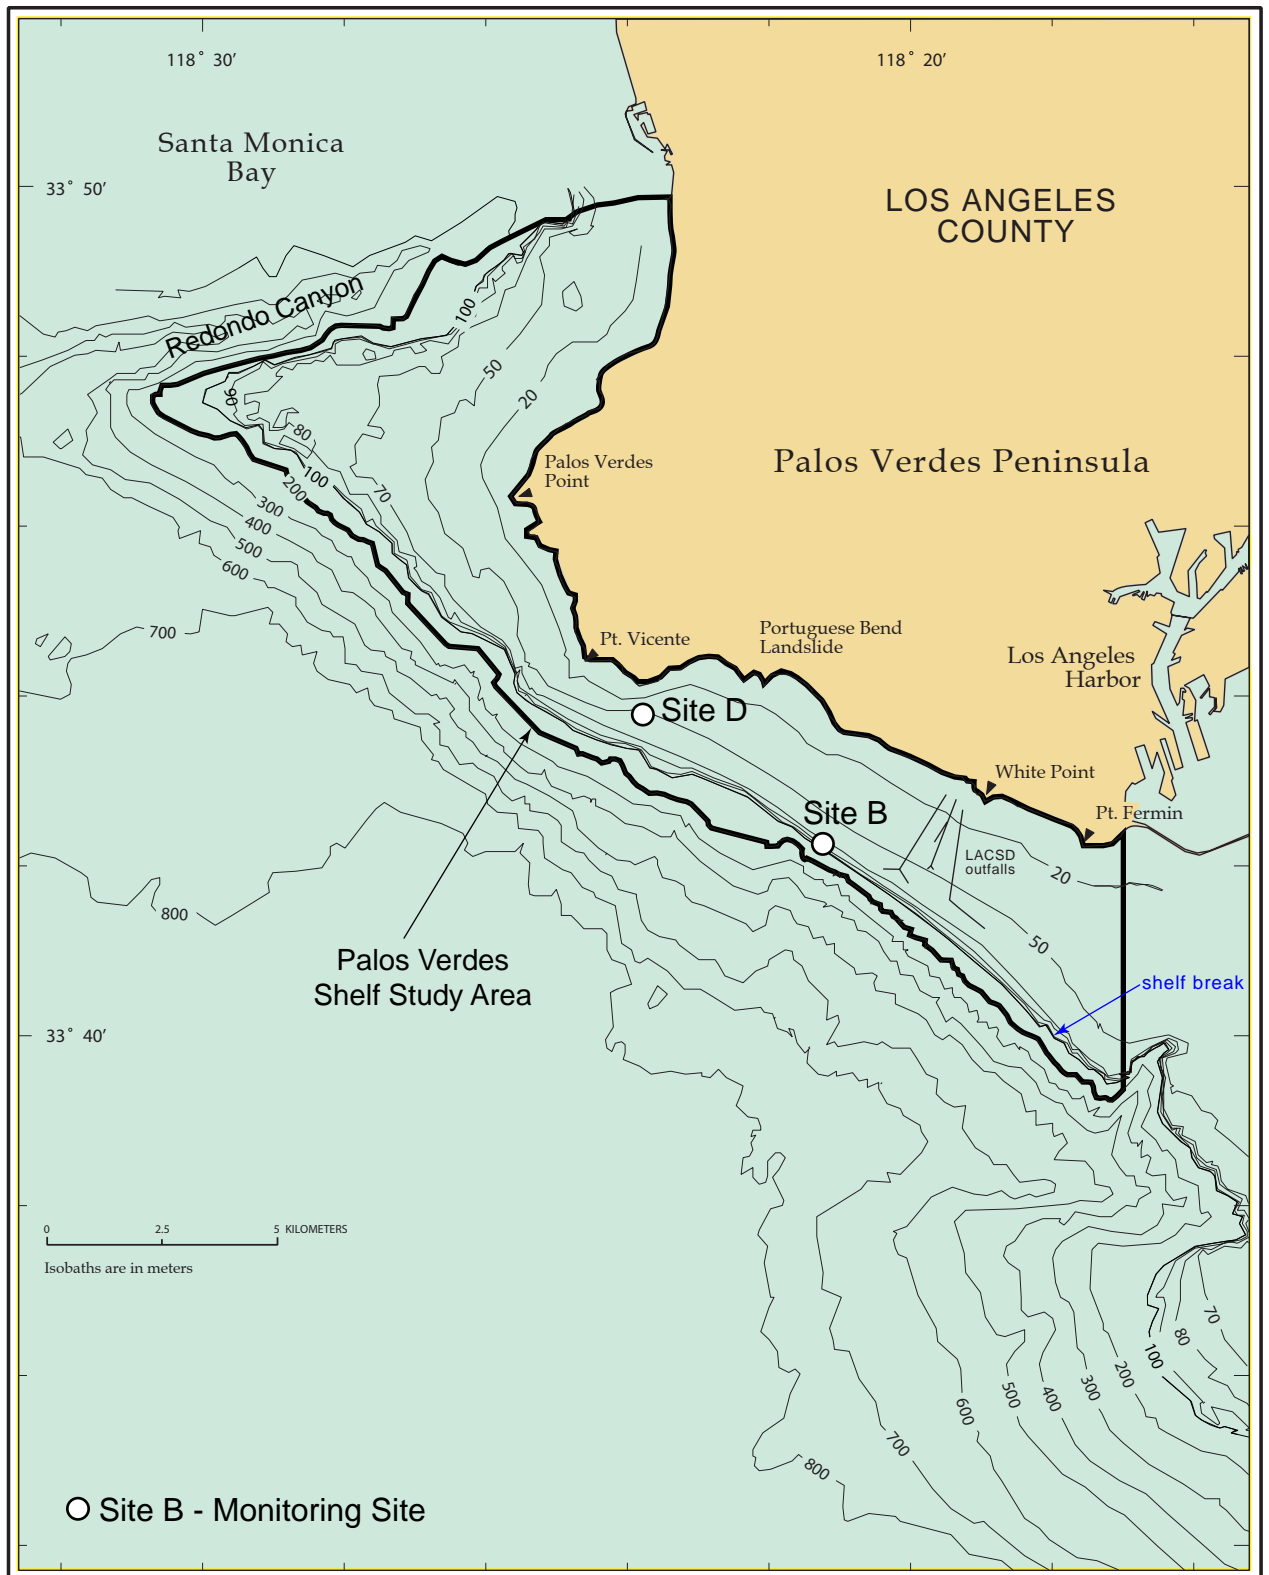 118° 30′
118° 20′
Santa Monica
Bay
33° 50′
LOS ANGELES
COUNTY
Redondo Canyon
100
50
20
90
80
100
200
70
300
400
500
600
700
Palos Verdes
Point
Palos Verdes Peninsula
Pt. Vicente
Portuguese Bend
Landslide
Los Angeles
Harbor
Site D
White Point
Site B
Pt. Fermin
LACSD
outfalls
20
800
50
Palos Verdes
Shelf Study Area
shelf break
33° 40′
0 2.5 5 KILOMETERS
Isobaths are in meters
70
80
100
200
300
400
500
600
700
800
Site B - Monitoring Site